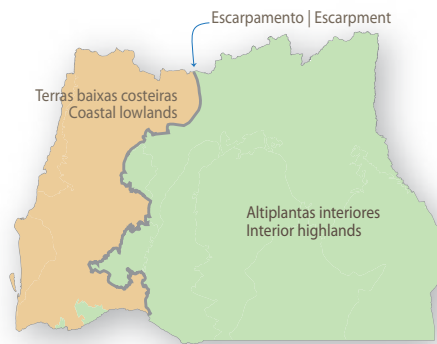 Escarpamento | Escarpment
Terras baixas costeiras
Coastal lowlands
Altiplantas interiores
Interior highlands